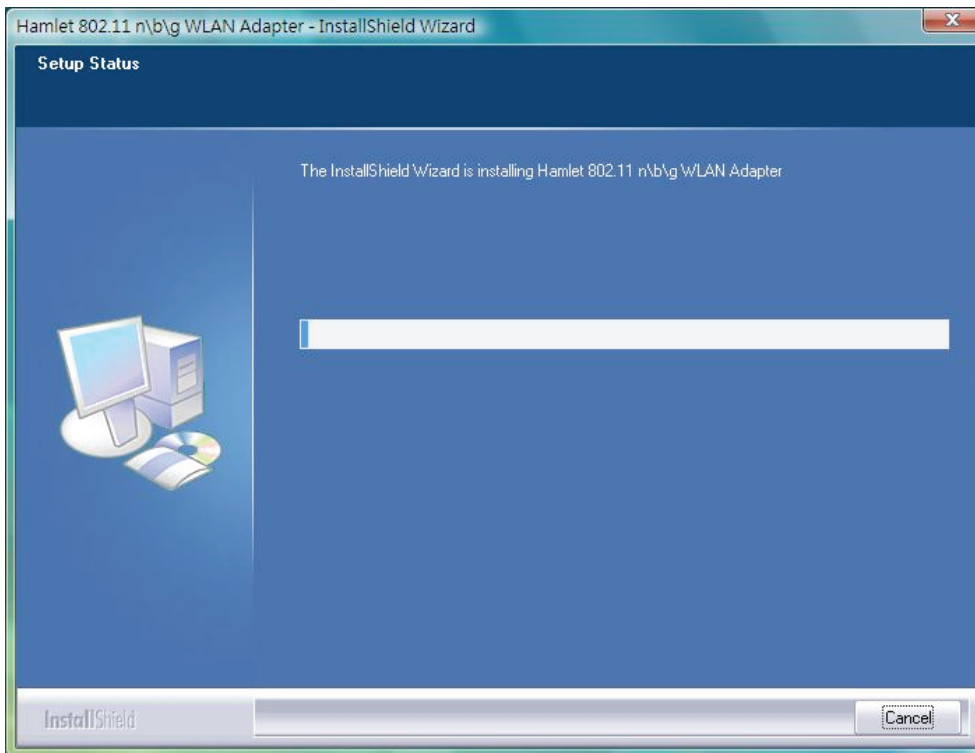 Hamlet 802.11 n\b\g WLAN Adapter - InstallShield Wizard
Setup Status
The InstallShield Wizard is installing Hamlet 802.11 n\b\g WLAN Adapter
InstallShield
Cancel